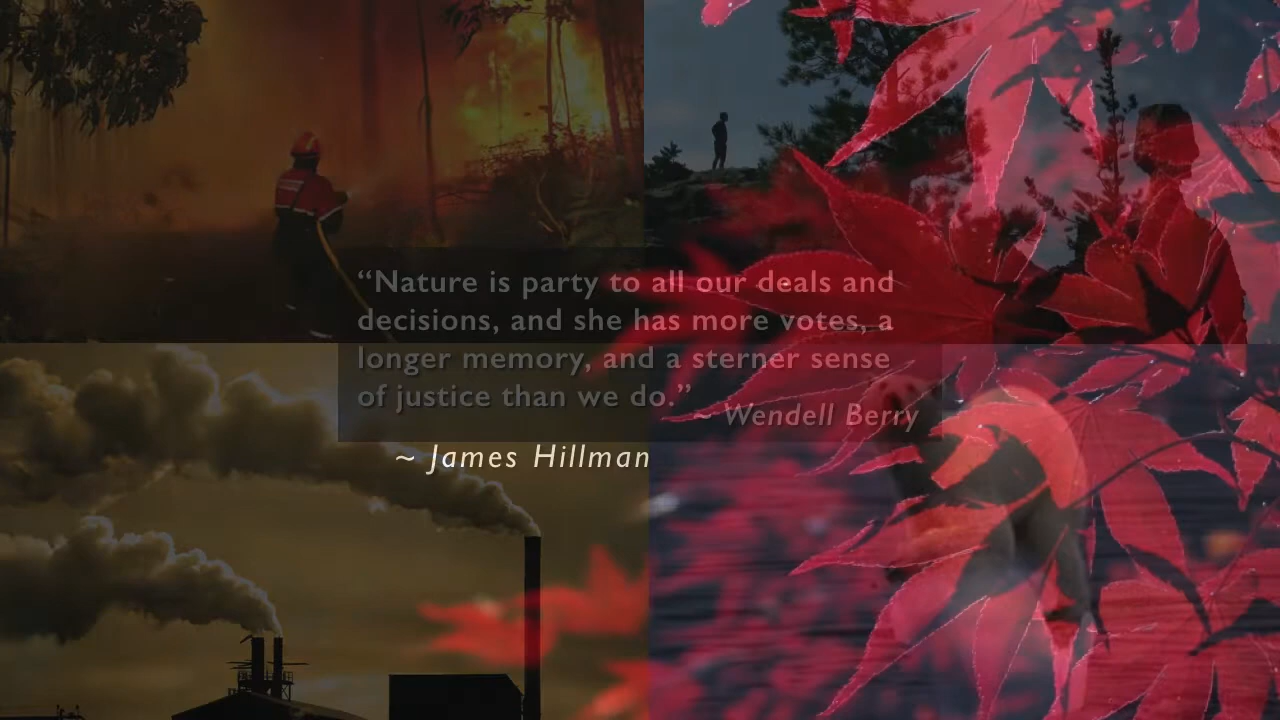 “Nature is party to all our deals and
decisions, and she has more votes, a
longer memory, and a sterner sense
of justice than we do.”
~ Wendell Berry
~ James Hillman